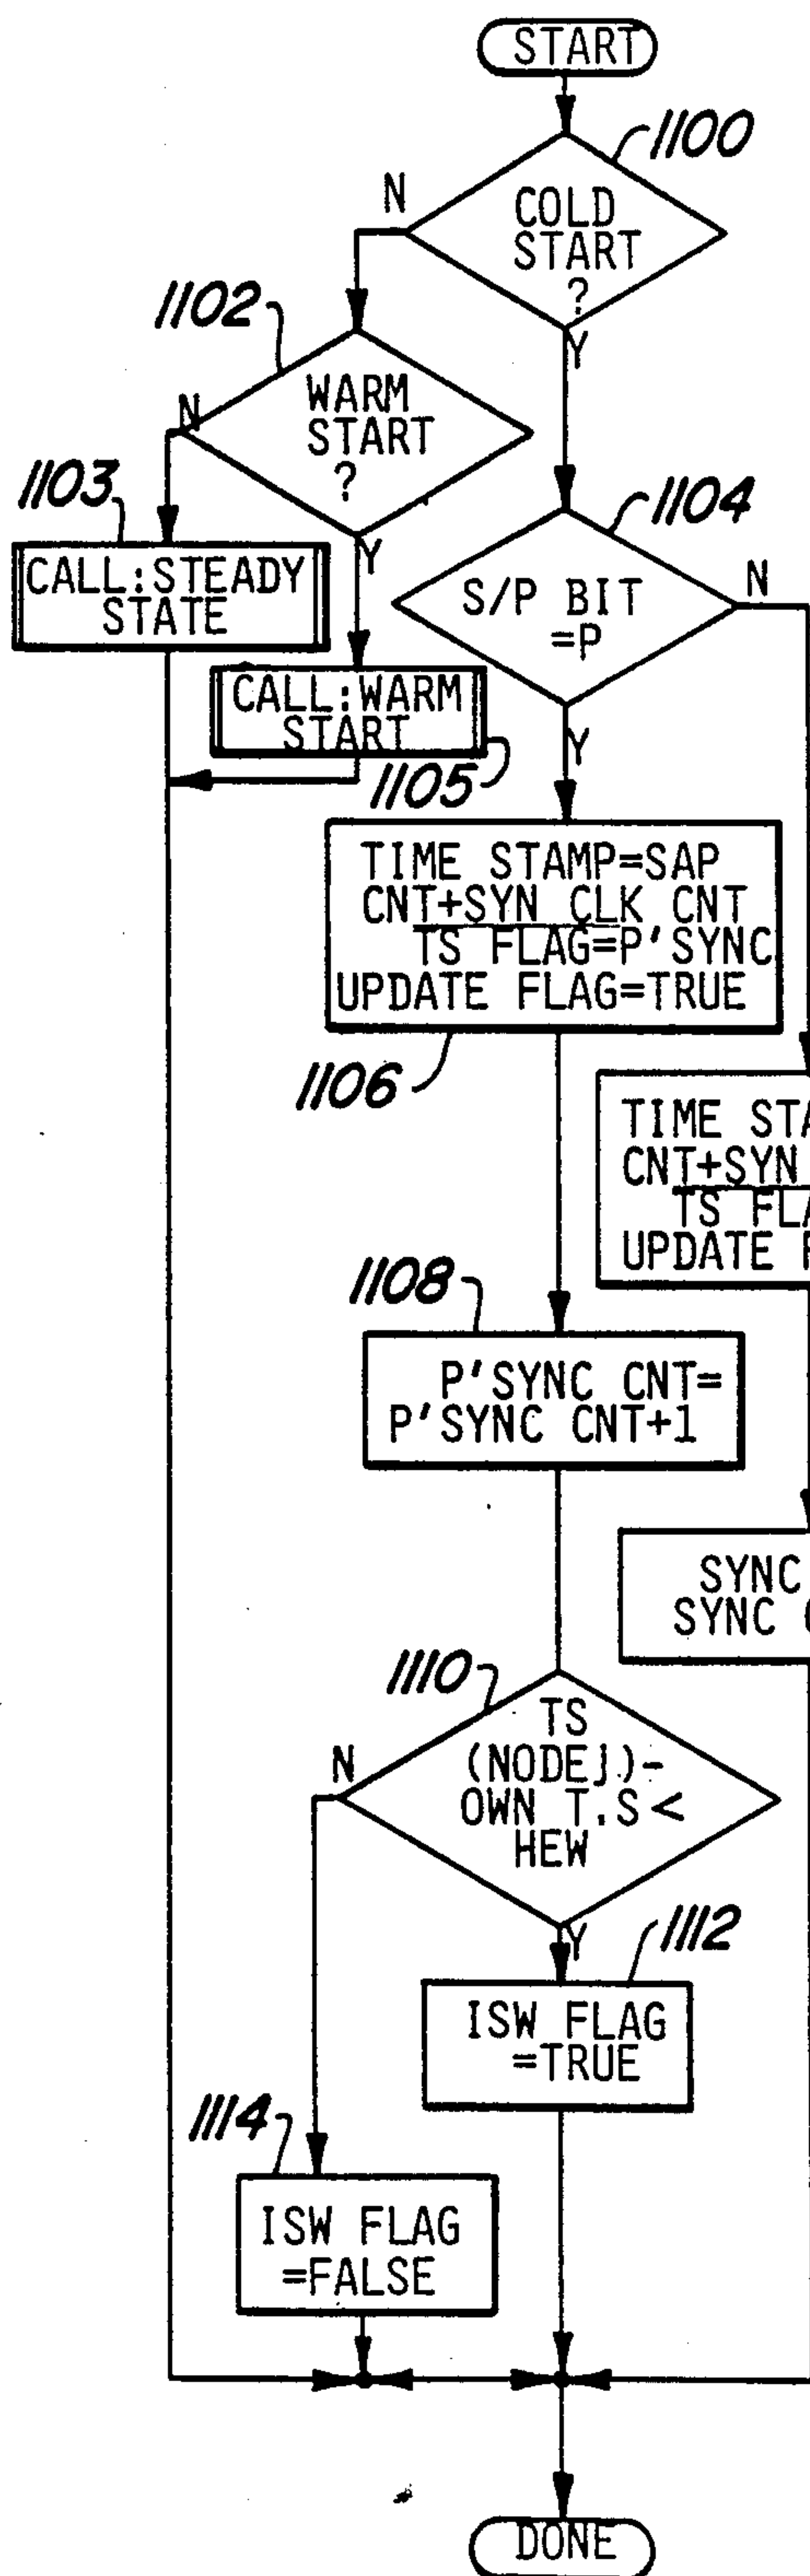 START
1100
N
COLD
START
?
Y
1102
WARM
START
?
N
Y
1103
CALL:STEADY
STATE
1104
S/P BIT
=P
N
Y
CALL:WARM
START
1105
TIME STAMP=SAP
CNT+SYN CLK CNT
TS FLAG=P'SYNC
UPDATE FLAG=TRUE
1106
TIME STA
CNT+SYN
TS FLA
UPDATE F
1108
P'SYNC CNT=
P'SYNC CNT+1
SYNC
SYNC C
1110
TS
(NODEj)-
OWN T.S<
HEW
N
Y
1112
ISW FLAG
=TRUE
1114
ISW FLAG
=FALSE
DONE